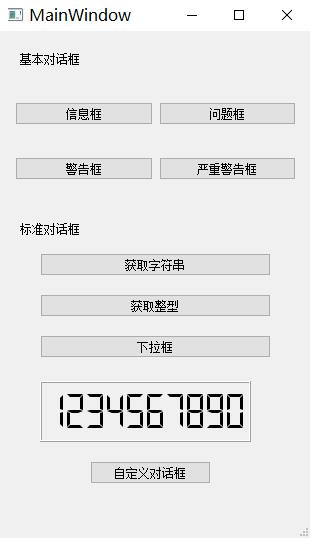 MainWindow
基本对话框
信息框 问题框
警告框 严重警告框
标准对话框
获取字符串
获取整型
下拉框
1234567890
自定义对话框